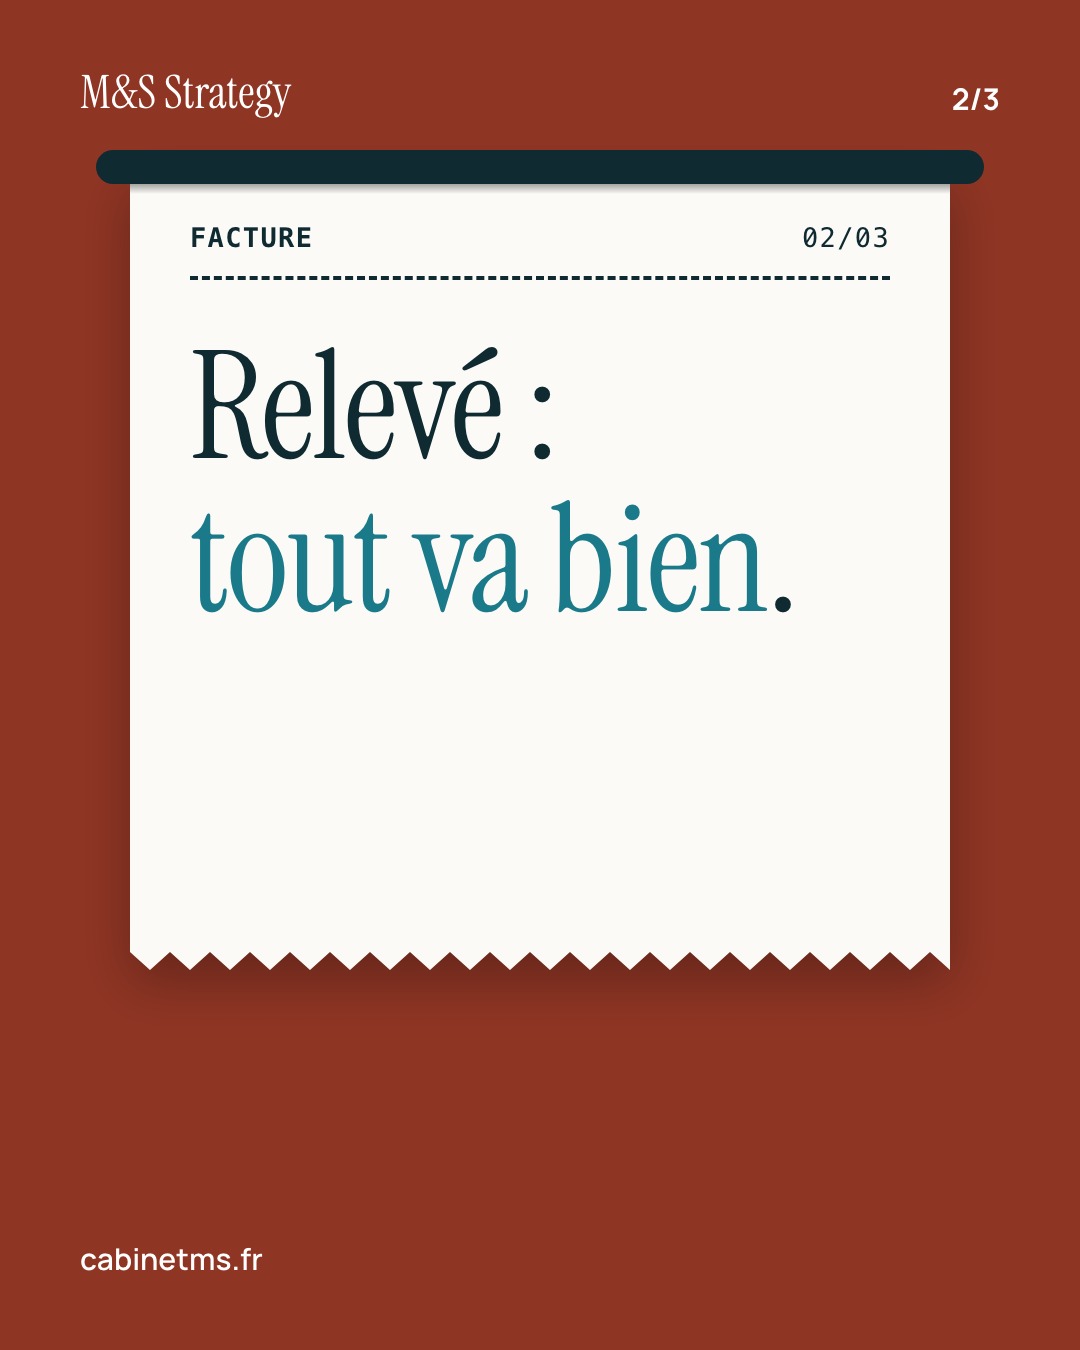 M&S Strategy
2/3
FACTURE
02/03
Relevé :
tout va bien.
cabinetms.fr